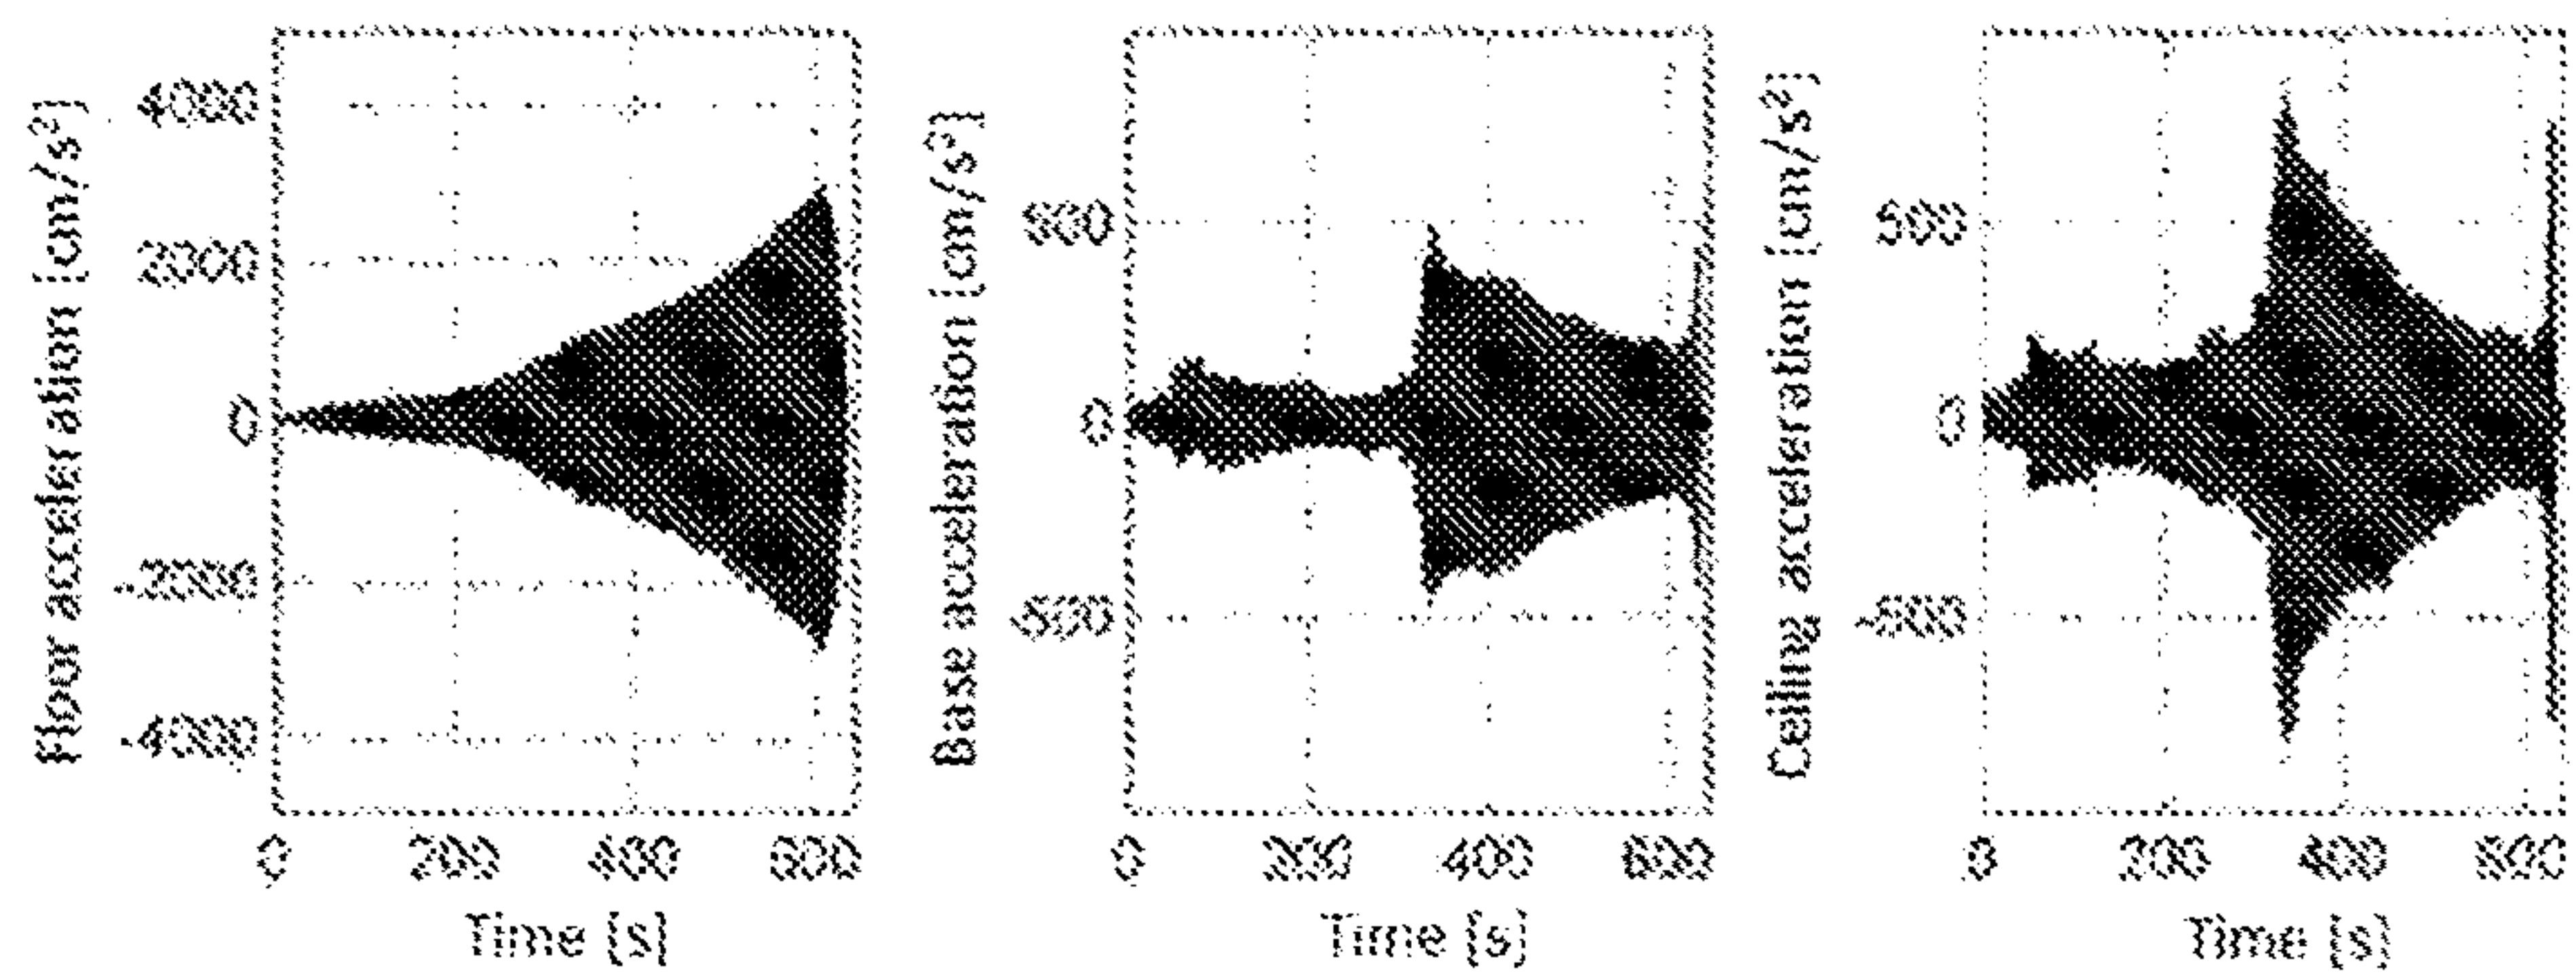 Floor acceleration [cm/s²]
4000
2000
0
-2000
-4000
0 200 400 600
Time [s]
Base acceleration [cm/s²]
500
0
-500
0 200 400 600
Time [s]
Ceiling acceleration [cm/s²]
500
0
-500
0 200 400 600
Time [s]